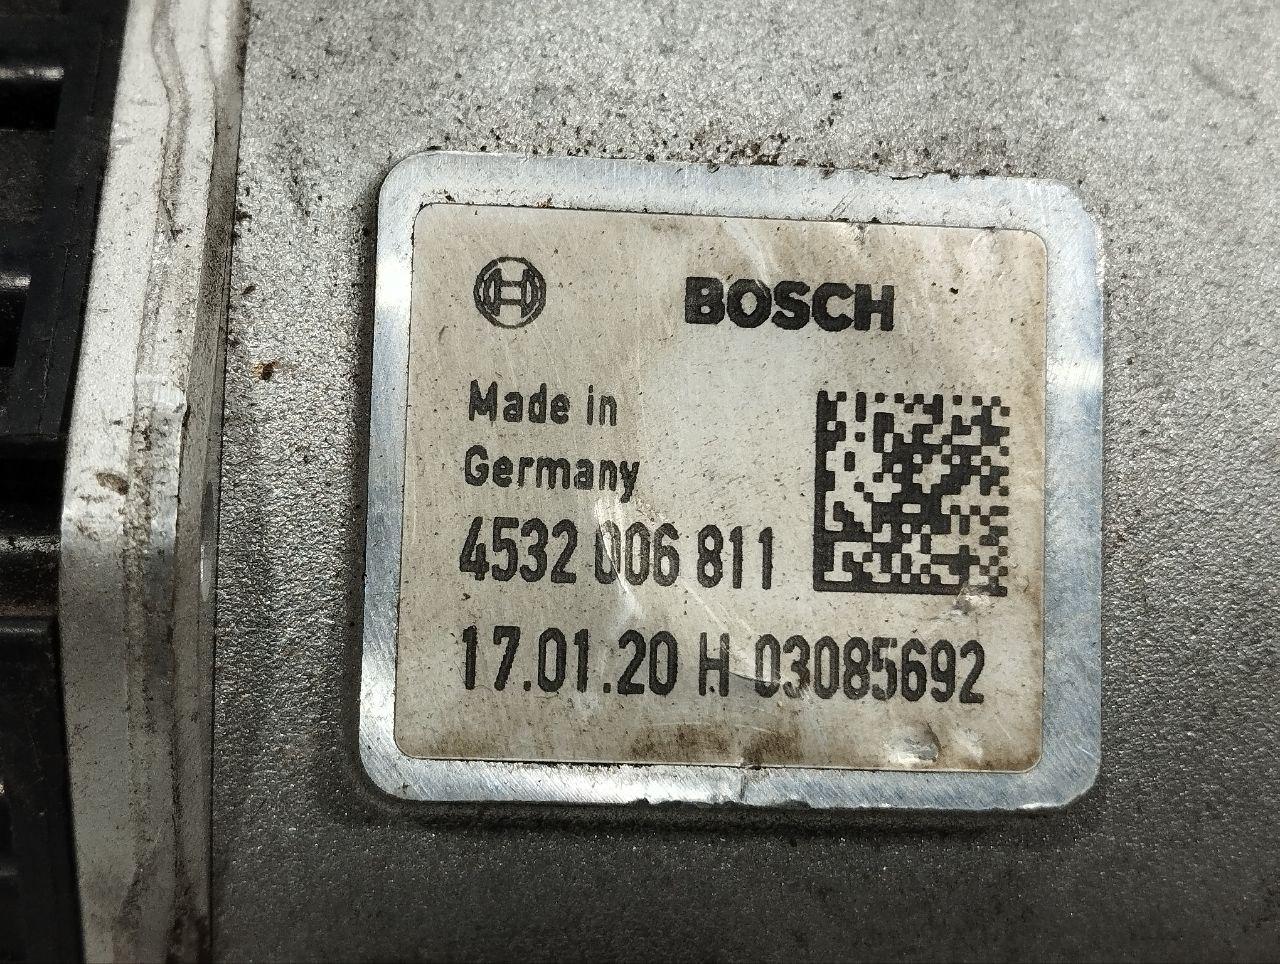 BOSCH
Made in
Germany
4532 006 811
17.01.20 H 03085692